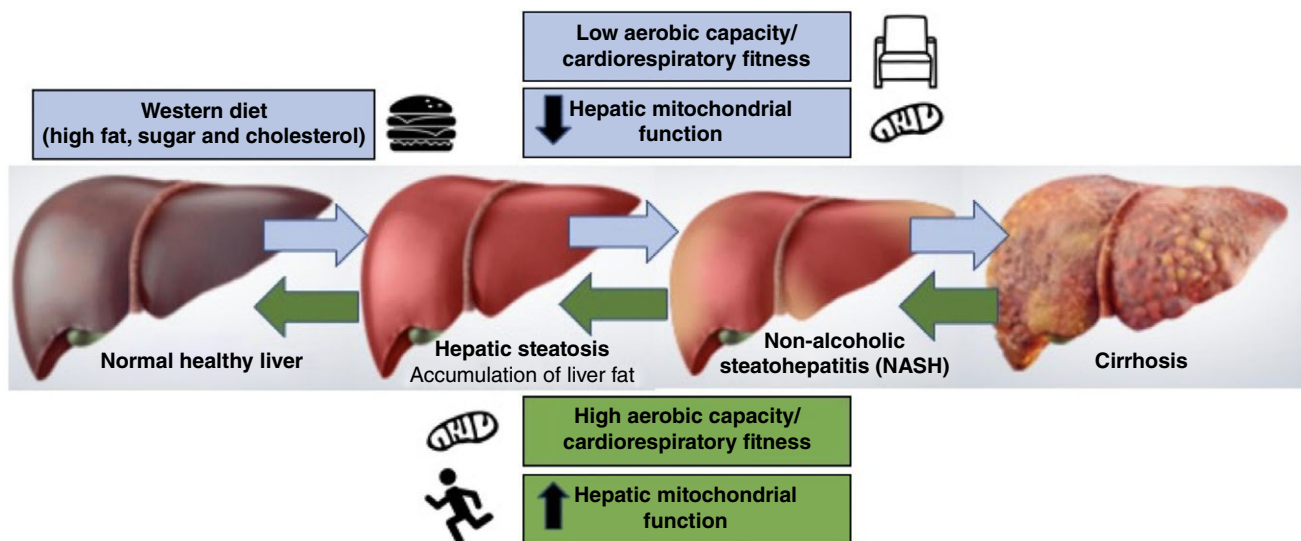 Low aerobic capacity/
cardiorespiratory fitness
Western diet
(high fat, sugar and cholesterol)
Hepatic mitochondrial
function
Normal healthy liver
Hepatic steatosis
Accumulation of liver fat
Non-alcoholic
steatohepatitis (NASH)
Cirrhosis
High aerobic capacity/
cardiorespiratory fitness
Hepatic mitochondrial
function